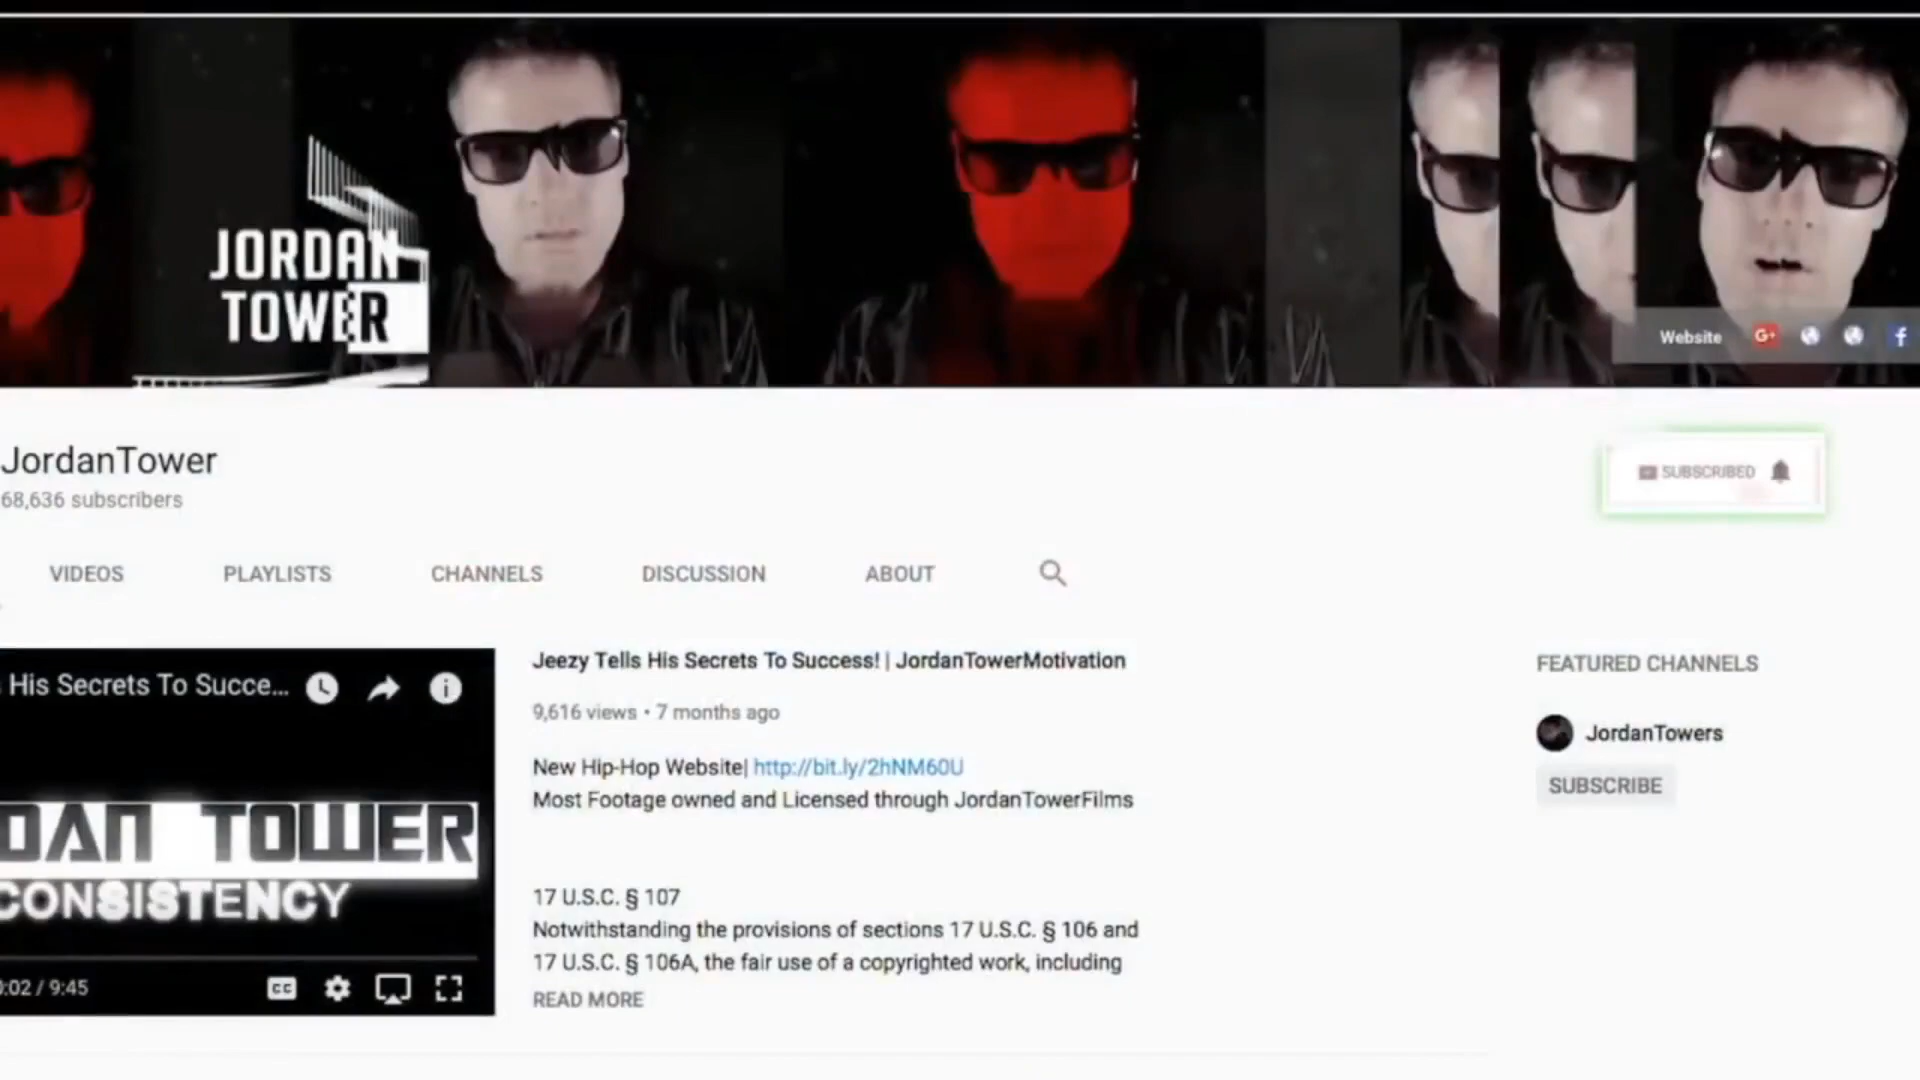 JORDAN
TOWER
Website
G+
f
JordanTower
68,636 subscribers
SUBSCRIBED
VIDEOS
PLAYLISTS
CHANNELS
DISCUSSION
ABOUT
His Secrets To Succe...
DAN TOWER
CONSISTENCY
:02 / 9:45
CC
Jeezy Tells His Secrets To Success! | JordanTowerMotivation
9,616 views • 7 months ago
New Hip-Hop Website| http://bit.ly/2hNM60U
Most Footage owned and Licensed through JordanTowerFilms
17 U.S.C. § 107
Notwithstanding the provisions of sections 17 U.S.C. § 106 and
17 U.S.C. § 106A, the fair use of a copyrighted work, including
READ MORE
FEATURED CHANNELS
JordanTowers
SUBSCRIBE